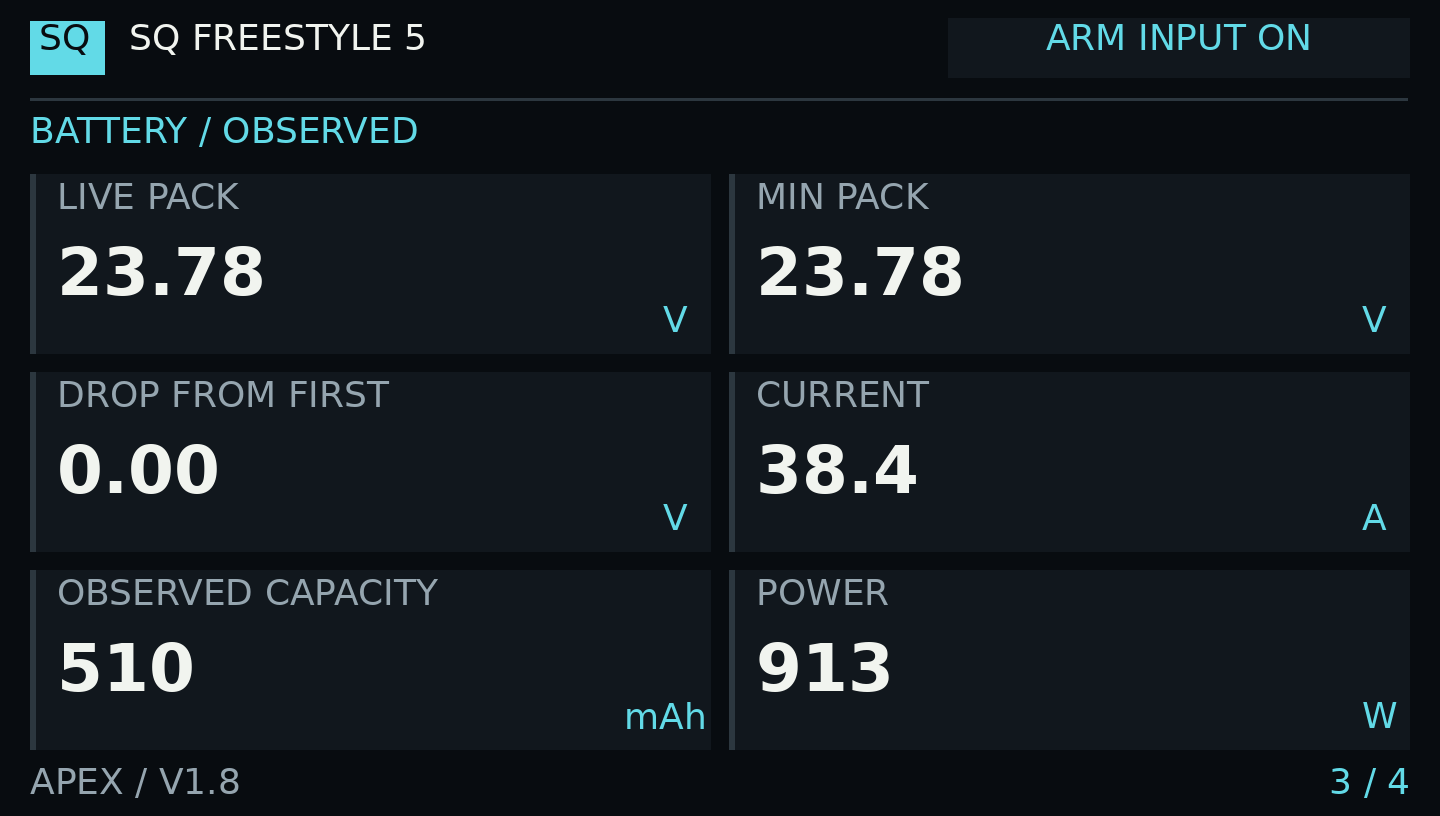 SQ SQ FREESTYLE 5 ARM INPUT ON
BATTERY / OBSERVED
LIVE PACK
23.78
V
MIN PACK
23.78
V
DROP FROM FIRST
0.00
V
CURRENT
38.4
A
OBSERVED CAPACITY
510
mAh
POWER
913
W
APEX / V1.8 3 / 4